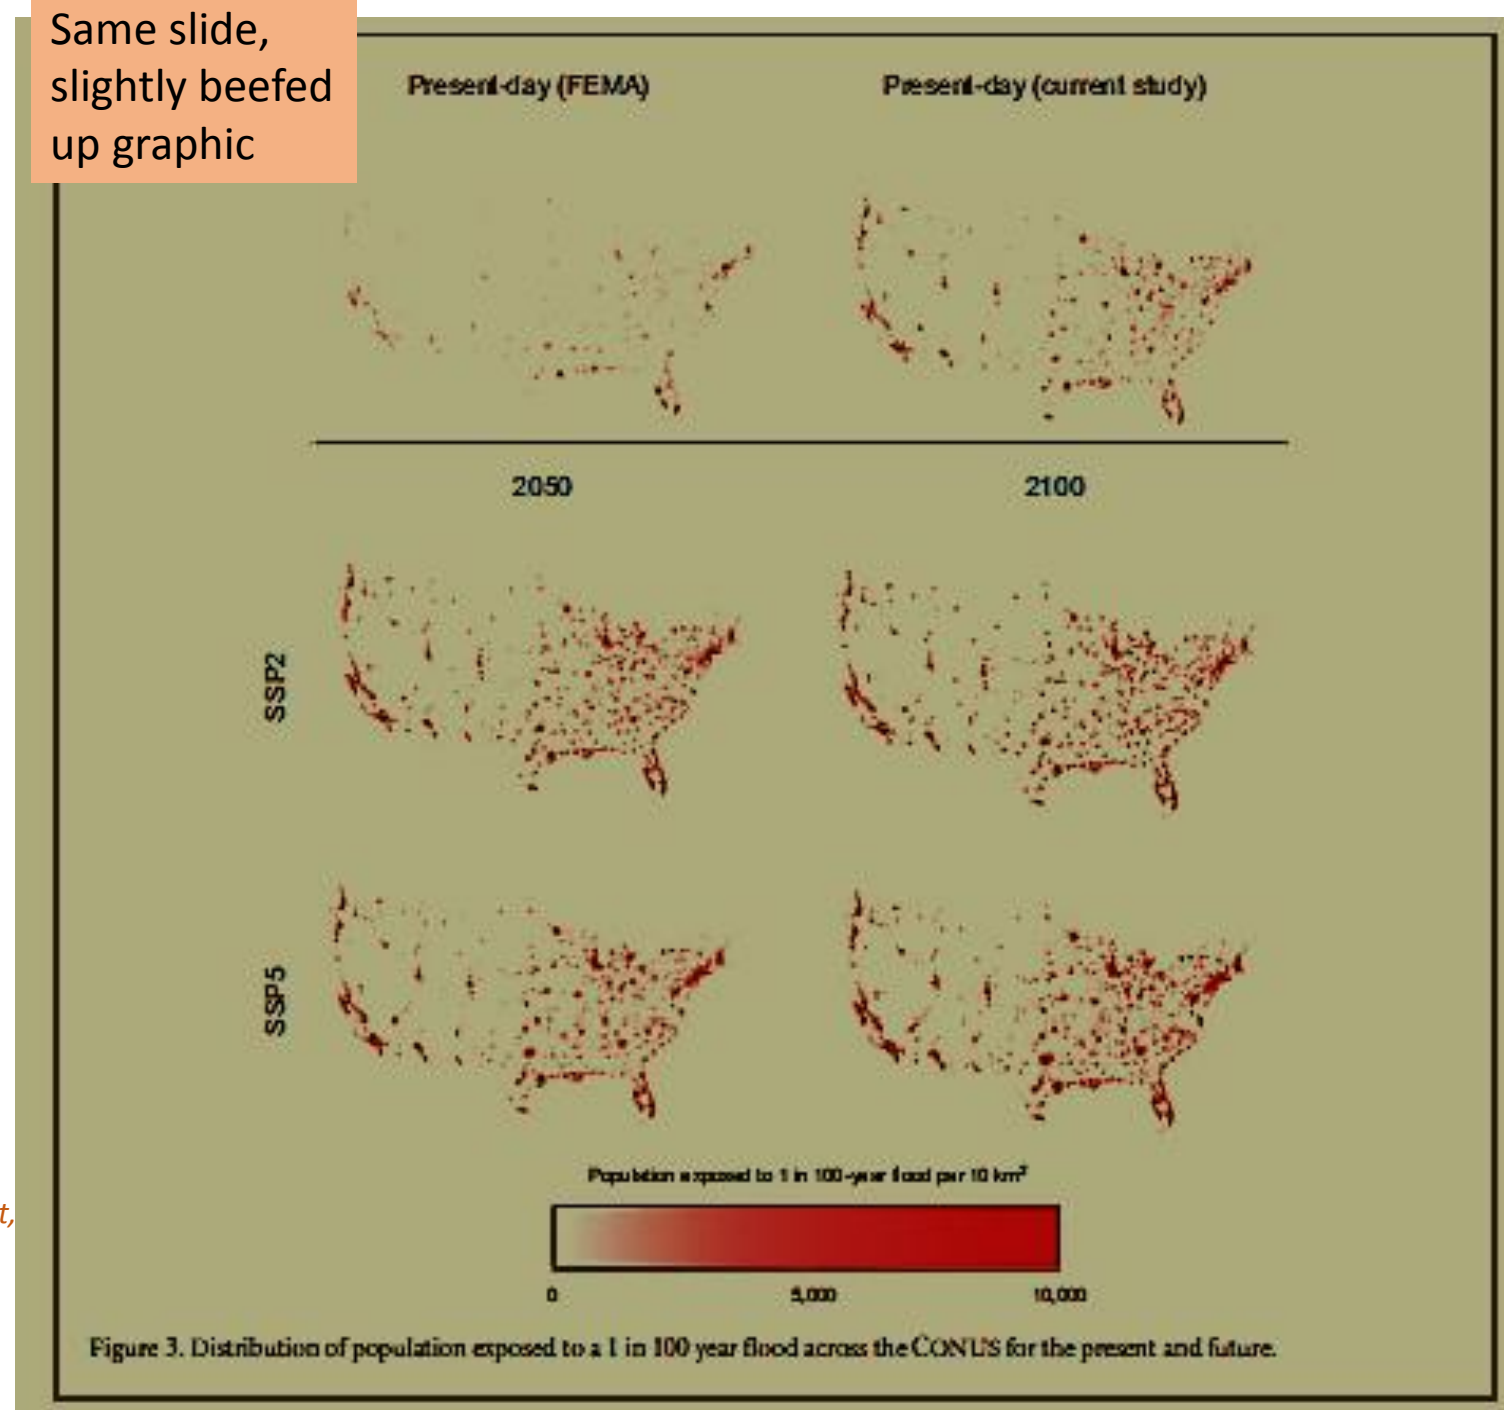 Same slide,
slightly beefed
up graphic
Present-day (FEMA)
Present-day (current study)
2050
2100
SSP2
SSP5
Population exposed to 1 in 100-year flood per 10 km²
0
5,000
10,000
t,
Figure 3. Distribution of population exposed to a 1 in 100 year flood across the CONUS for the present and future.